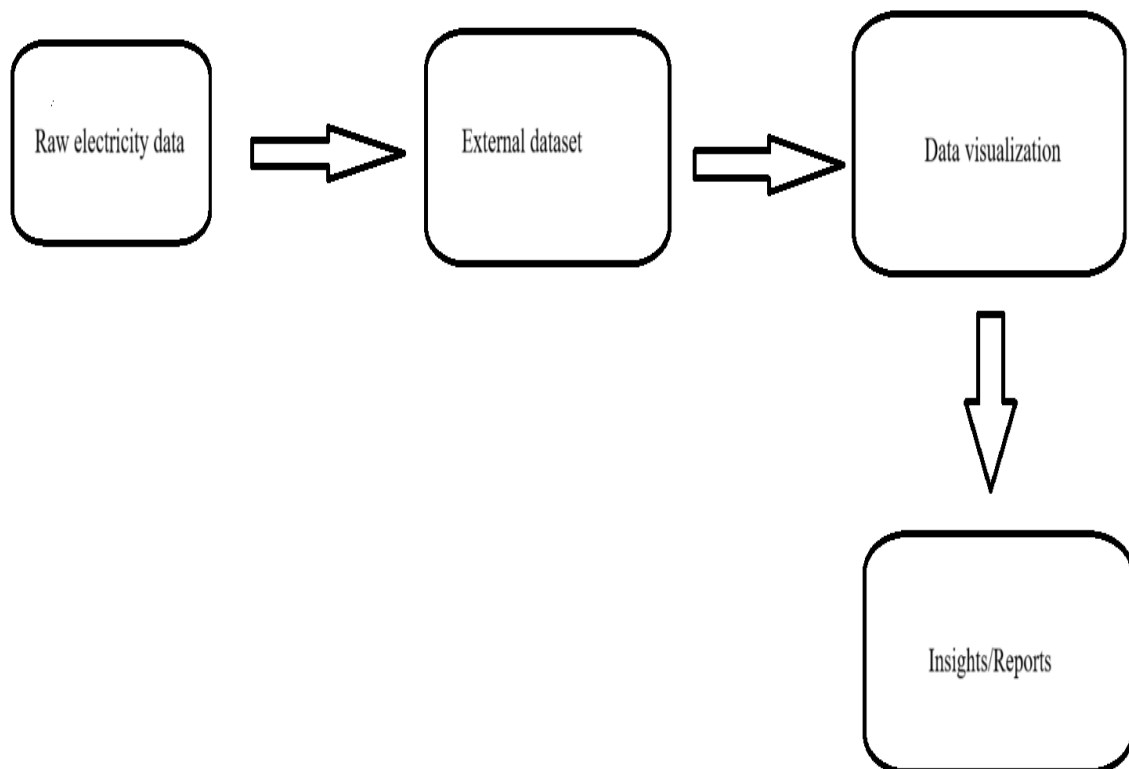 Raw electricity data
External dataset
Data visualization
Insights/Reports